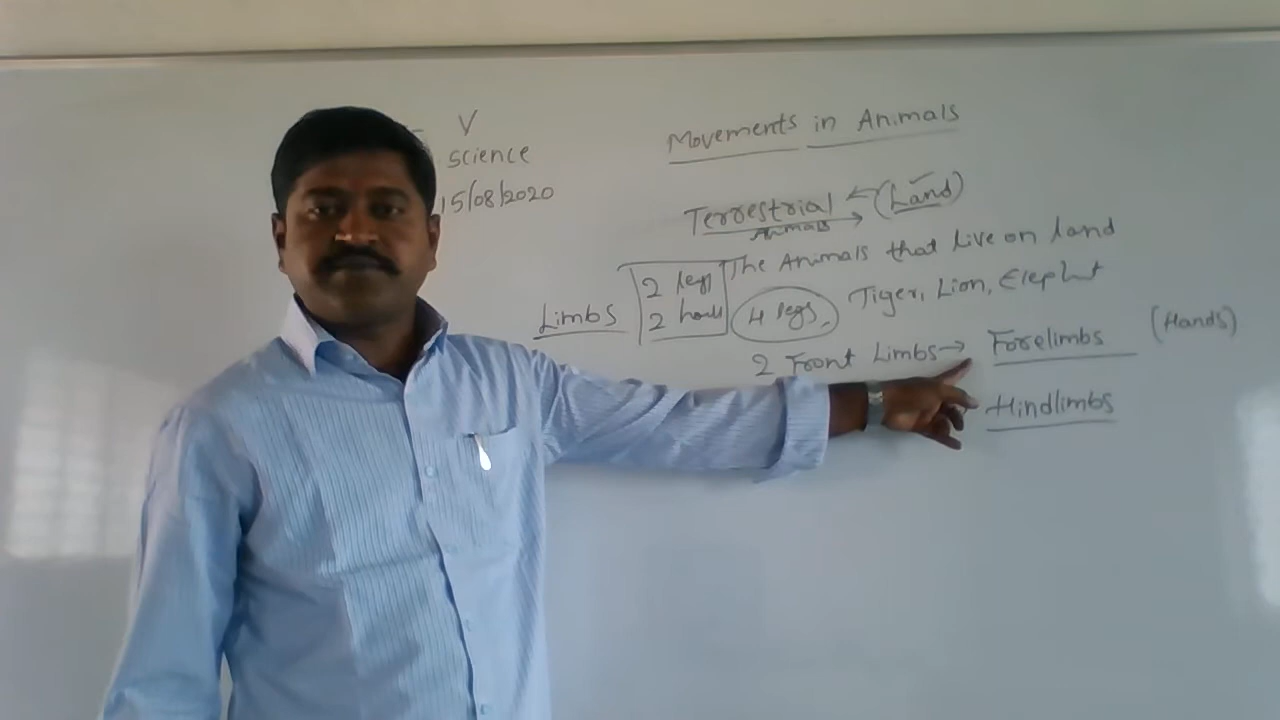 - V
science
15/08/2020
Movements in Animals
Terrestrial ← (Land)
Animals →
The Animals that live on land
Limbs 2 legs 4 legs, Tiger, Lion, Elephant
2 hands
2 Front Limbs → Forelimbs (Hands)
Hindlimbs